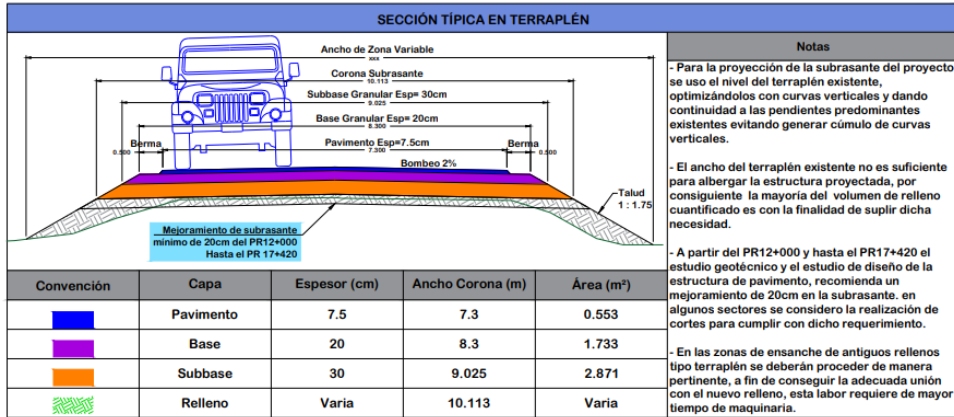 SECCIÓN TÍPICA EN TERRAPLÉN
Ancho de Zona Variable
xxx
Corona Subrasante
10.113
Subbase Granular Esp= 30cm
9.025
Base Granular Esp= 20cm
8.300
Berma
Pavimento Esp=7.5cm
Berma
0.500
7.300
0.500
Bombeo 2%
Talud
1 : 1.75
Mejoramiento de subrasante
mínimo de 20cm del PR12+000
Hasta el PR 17+420
Notas
- Para la proyección de la subrasante del proyecto
se uso el nivel del terraplén existente,
optimizándolos con curvas verticales y dando
continuidad a las pendientes predominantes
existentes evitando generar cúmulo de curvas
verticales.
- El ancho del terraplén existente no es suficiente
para albergar la estructura proyectada, por
consiguiente la mayoría del volumen de relleno
cuantificado es con la finalidad de suplir dicha
necesidad.
- A partir del PR12+000 y hasta el PR 17+420 el
estudio geotécnico y el estudio de diseño de la
estructura de pavimento, recomienda un
mejoramiento de 20cm en la subrasante. en
algunos sectores se considero la realización de
cortes para cumplir con dicho requerimiento.
- En las zonas de ensanche de antiguos rellenos
tipo terraplén se deberán proceder de manera
pertinente, a fin de conseguir la adecuada unión
con el nuevo relleno, esta labor requiere de mayor
tiempo de maquinaria.
Convención Capa Espesor (cm) Ancho Corona (m) Área (m²)
Pavimento 7.5 7.3 0.553
Base 20 8.3 1.733
Subbase 30 9.025 2.871
Relleno Varia 10.113 Varia